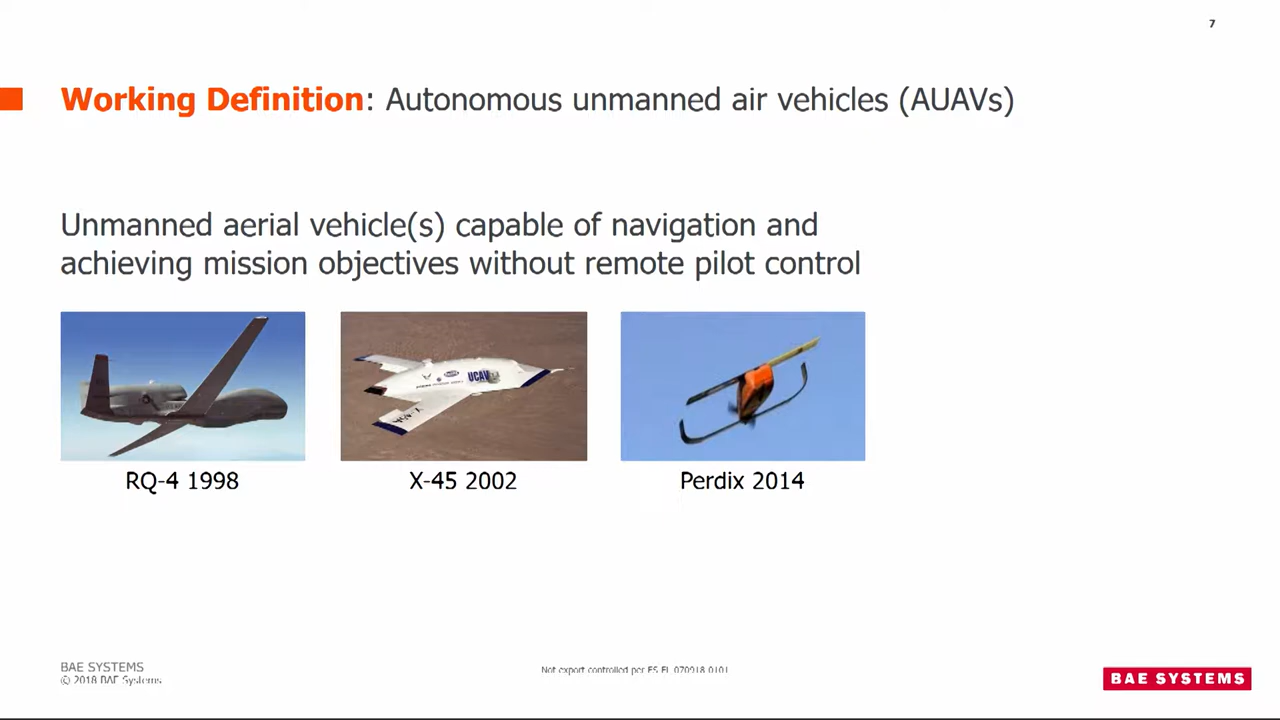 7
Working Definition: Autonomous unmanned air vehicles (AUAVs)
Unmanned aerial vehicle(s) capable of navigation and
achieving mission objectives without remote pilot control
UCAV
X-45A
RQ-4 1998
X-45 2002
Perdix 2014
BAE SYSTEMS
© 2018 BAE Systems
Not export controlled per ES-FL-070918-0101
BAE SYSTEMS